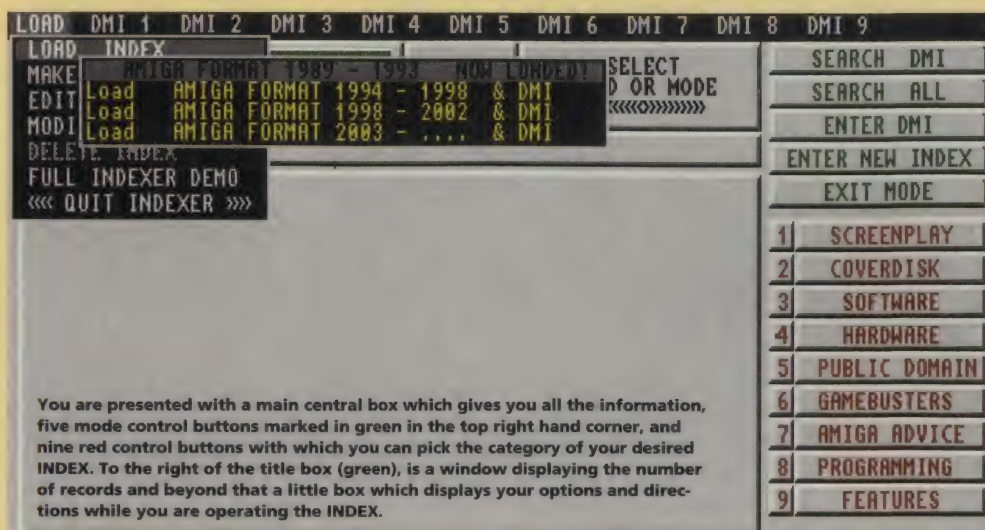 LOAD DMI 1 DMI 2 DMI 3 DMI 4 DMI 5 DMI 6 DMI 7 DMI 8 DMI 9
LOAD INDEX
MAKE
EDIT
MODI
DELETE INDEX
FULL INDEXER DEMO
«« QUIT INDEXER »»
AMIGA FORMAT 1989 - 1993 NOW LOADED!
Load AMIGA FORMAT 1994 - 1998 & DMI
Load AMIGA FORMAT 1998 - 2002 & DMI
Load AMIGA FORMAT 2003 - .... & DMI
SELECT
D OR MODE
SEARCH DMI
SEARCH ALL
ENTER DMI
ENTER NEW INDEX
EXIT MODE
1 SCREENPLAY
2 COVERDISK
3 SOFTWARE
4 HARDWARE
5 PUBLIC DOMAIN
6 GAMEBUSTERS
7 AMIGA ADVICE
8 PROGRAMMING
9 FEATURES
You are presented with a main central box which gives you all the information,
five mode control buttons marked in green in the top right hand corner, and
nine red control buttons with which you can pick the category of your desired
INDEX. To the right of the title box (green), is a window displaying the number
of records and beyond that a little box which displays your options and direc-
tions while you are operating the INDEX.